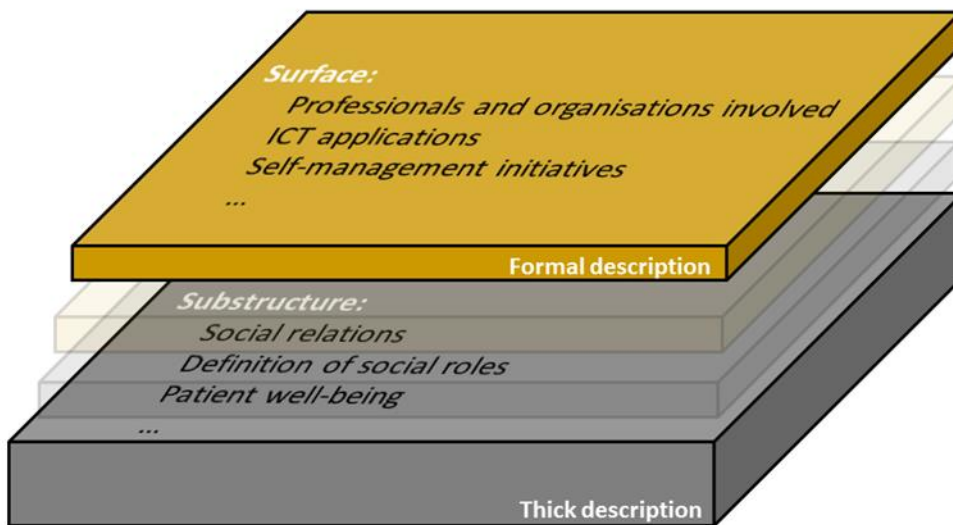 Surface:
Professionals and organisations involved
ICT applications
Self-management initiatives
...
Formal description
Substructure:
Social relations
Definition of social roles
Patient well-being
...
Thick description